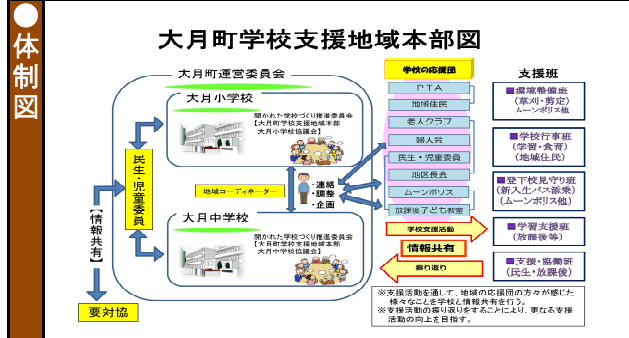 ●体制図
大月町学校支援地域本部図
大月町運営委員会
大月小学校
開かれた学校づくり推進委員会
【大月町学校支援地域本部
大月小学校協議会】
民生・児童委員
【情報共有】
要対協
地域コーディネーター
・連絡
・調整
・企画
大月中学校
開かれた学校づくり推進委員会
【大月町学校支援地域本部
大月中学校協議会】
学校の応援団
PTA
地域住民
老人クラブ
婦人会
民生・児童委員
地区長会
ムーンポリス
放課後子ども教室
学校支援活動
情報共有
振り返り
支援班
■環境整備班
(草刈・剪定)
ムーンポリス他
■学校行事班
(学習・食育)
(地域住民)
■登下校見守り班
(新入生バス添乗)
(ムーンポリス他)
■学習支援班
(放課後等)
■支援・協働班
(民生・放課後)
※支援活動を通して、地域の応援団の方々が感じた
様々なことを学校と情報共有を行う。
※支援活動の振り返りをすることにより、更なる支援
活動の向上を目指す。